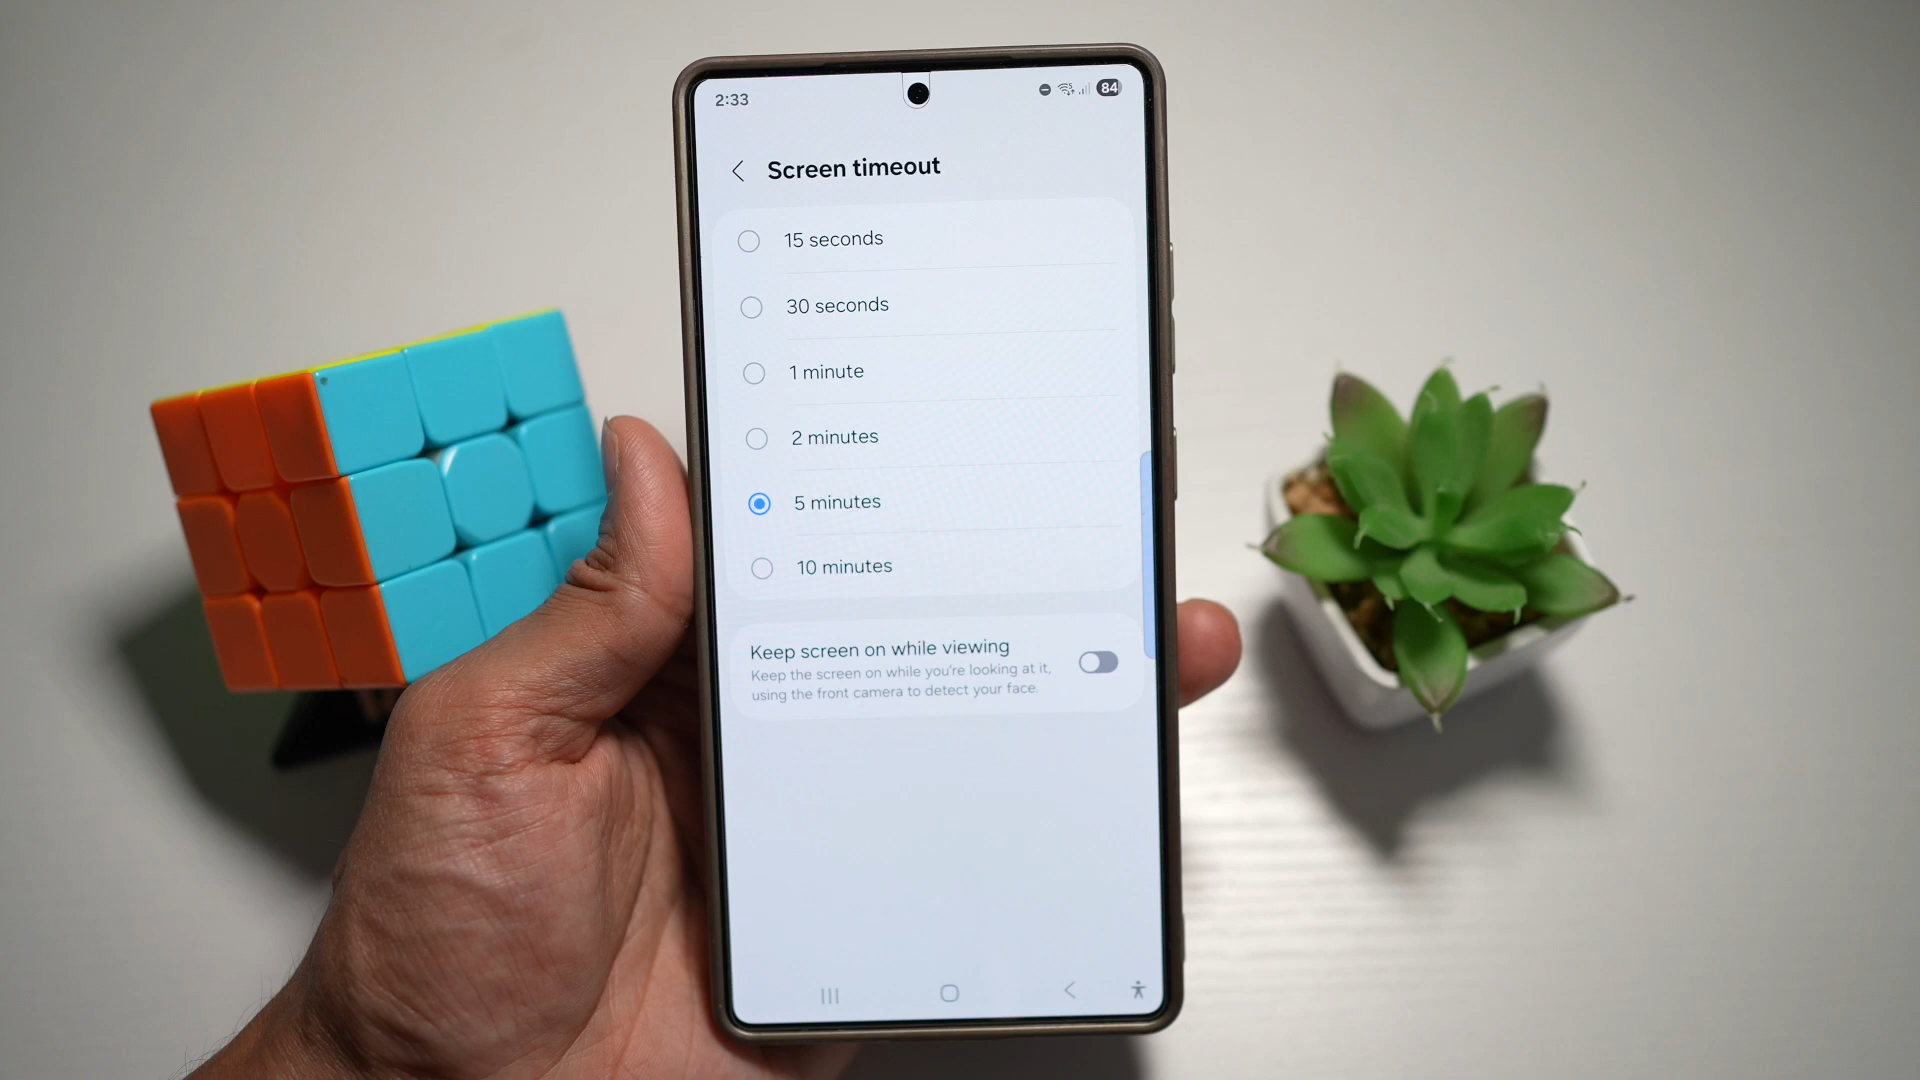 2:33
84
Screen timeout
15 seconds
30 seconds
1 minute
2 minutes
5 minutes
10 minutes
Keep screen on while viewing
Keep the screen on while you're looking at it,
using the front camera to detect your face.